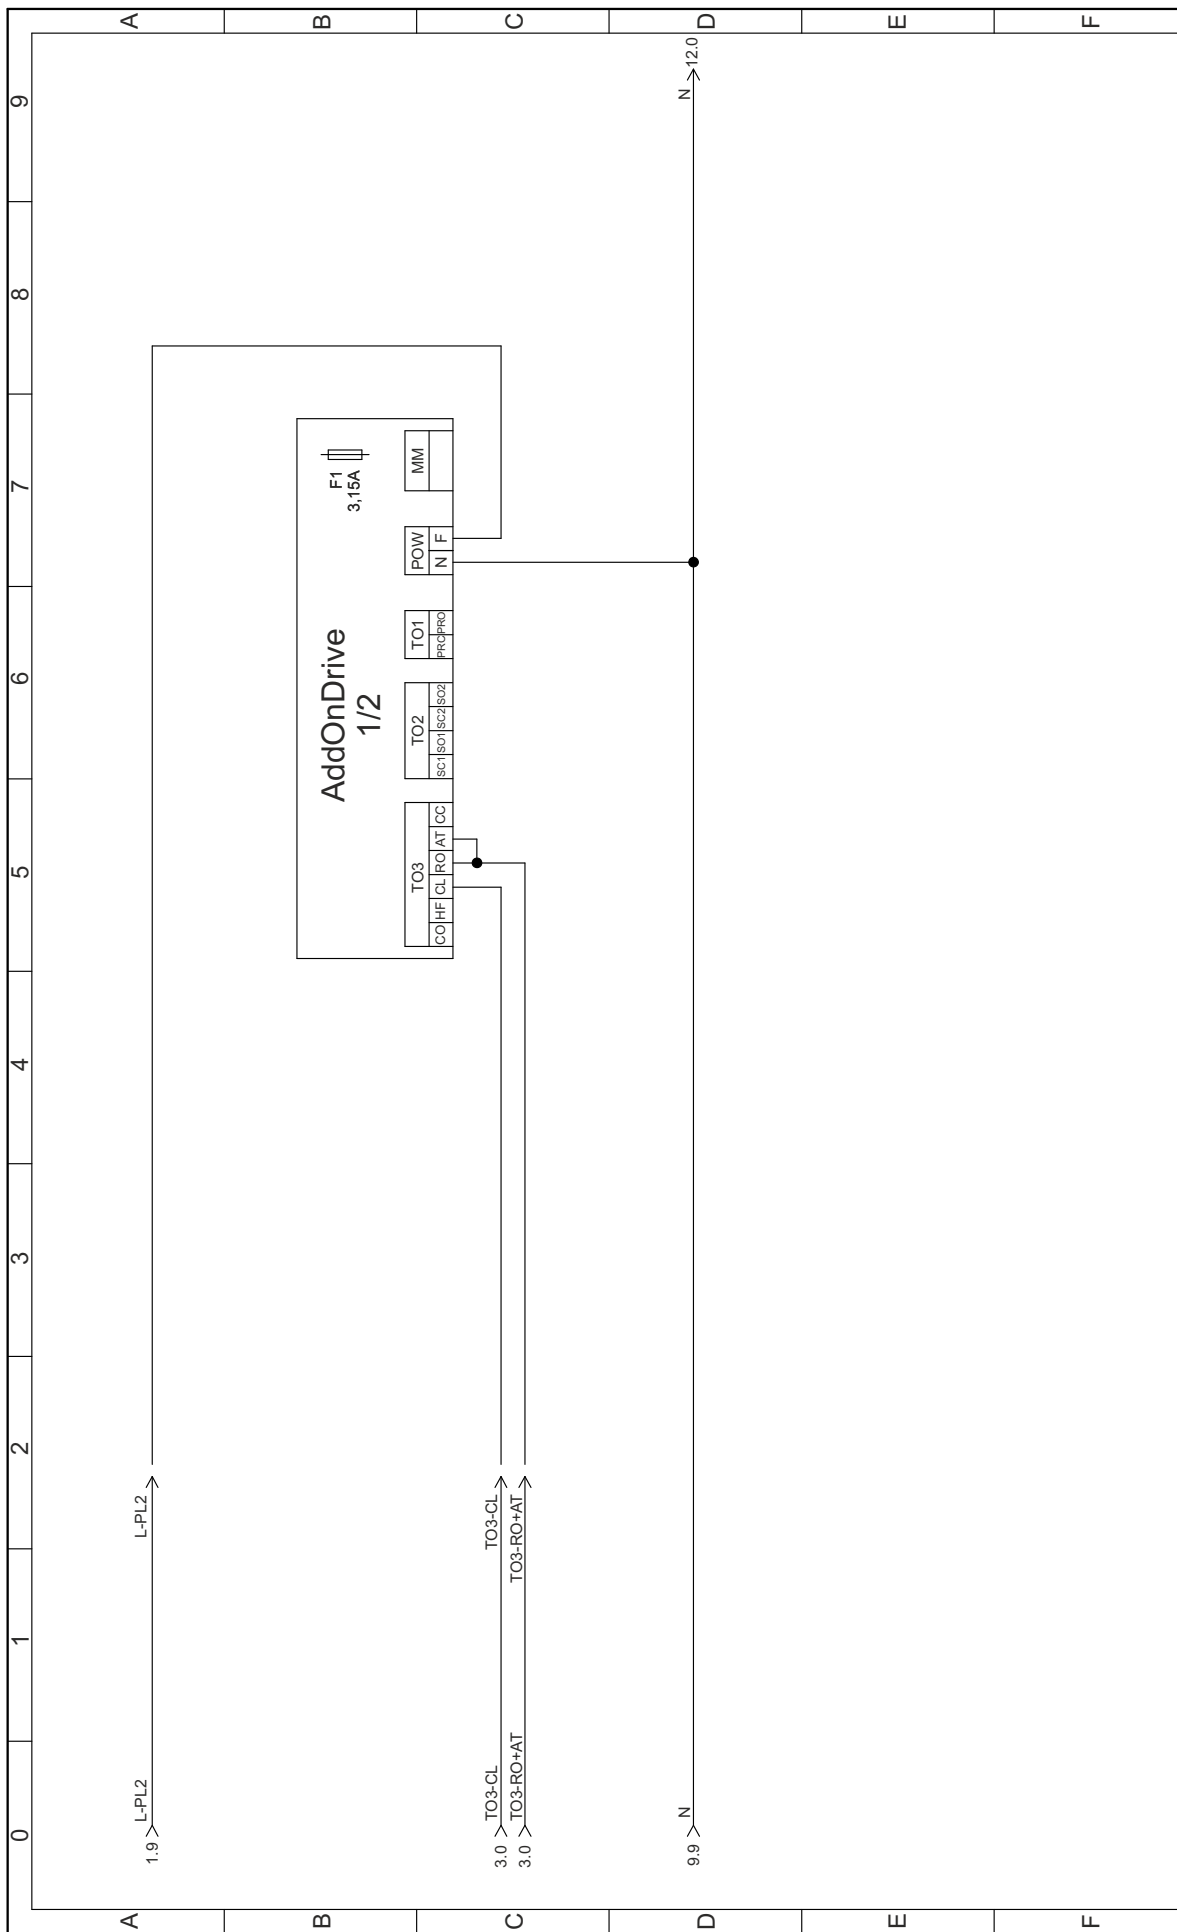 0 1 2 3 4 5 6 7 8 9
A
B
C
D
E
F
A
B
C
D
E
F
1.9 L-PL2
L-PL2
AddOnDrive
1/2
F1
3,15A
TO3
CO HF CL RO AT CC
TO2
SC1 SO1 SC2 SO2
TO1
PRC PRO
POW
N F
MM
3.0 TO3-CL
TO3-CL
3.0 TO3-RO+AT
TO3-RO+AT
9.9 N
N 12.0